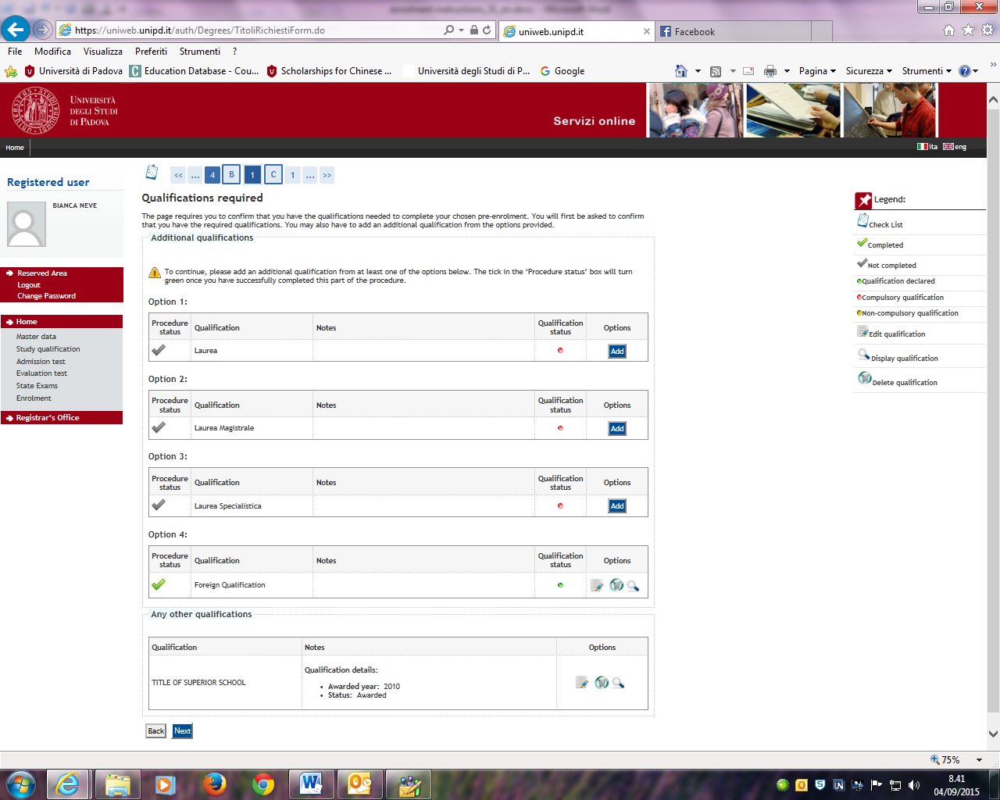 https://uniweb.unipd.it/auth/Degrees/TitoliRichiestiForm.do
uniweb.unipd.it
Facebook
File Modifica Visualizza Preferiti Strumenti ?
Università di Padova Education Database - Cou... Scholarships for Chinese ... Università degli Studi di P... Google Pagina Sicurezza Strumenti
UNIVERSITÀ
DEGLI STUDI
DI PADOVA
Servizi online
Home ita eng
<< ... 4 B 1 C 1 ... >>
Registered user
BIANCA NEVE
Reserved Area
Logout
Change Password
Home
Master data
Study qualification
Admission test
Evaluation test
State Exams
Enrolment
Registrar's Office
Qualifications required
The page requires you to confirm that you have the qualifications needed to complete your chosen pre-enrolment. You will first be asked to confirm
that you have the required qualifications. You may also have to add an additional qualification from the options provided.
Additional qualifications
To continue, please add an additional qualification from at least one of the options below. The tick in the ‘Procedure status’ box will turn
green once you have successfully completed this part of the procedure.
Option 1:
Procedure status Qualification Notes Qualification status Options
Laurea Add
Option 2:
Procedure status Qualification Notes Qualification status Options
Laurea Magistrale Add
Option 3:
Procedure status Qualification Notes Qualification status Options
Laurea Specialistica Add
Option 4:
Procedure status Qualification Notes Qualification status Options
Foreign Qualification
Any other qualifications
Qualification Notes Options
TITLE OF SUPERIOR SCHOOL
Qualification details:
Awarded year: 2010
Status: Awarded
Back Next
Legend:
Check List
Completed
Not completed
Qualification declared
Compulsory qualification
Non-compulsory qualification
Edit qualification
Display qualification
Delete qualification
75%
8.41
04/09/2015